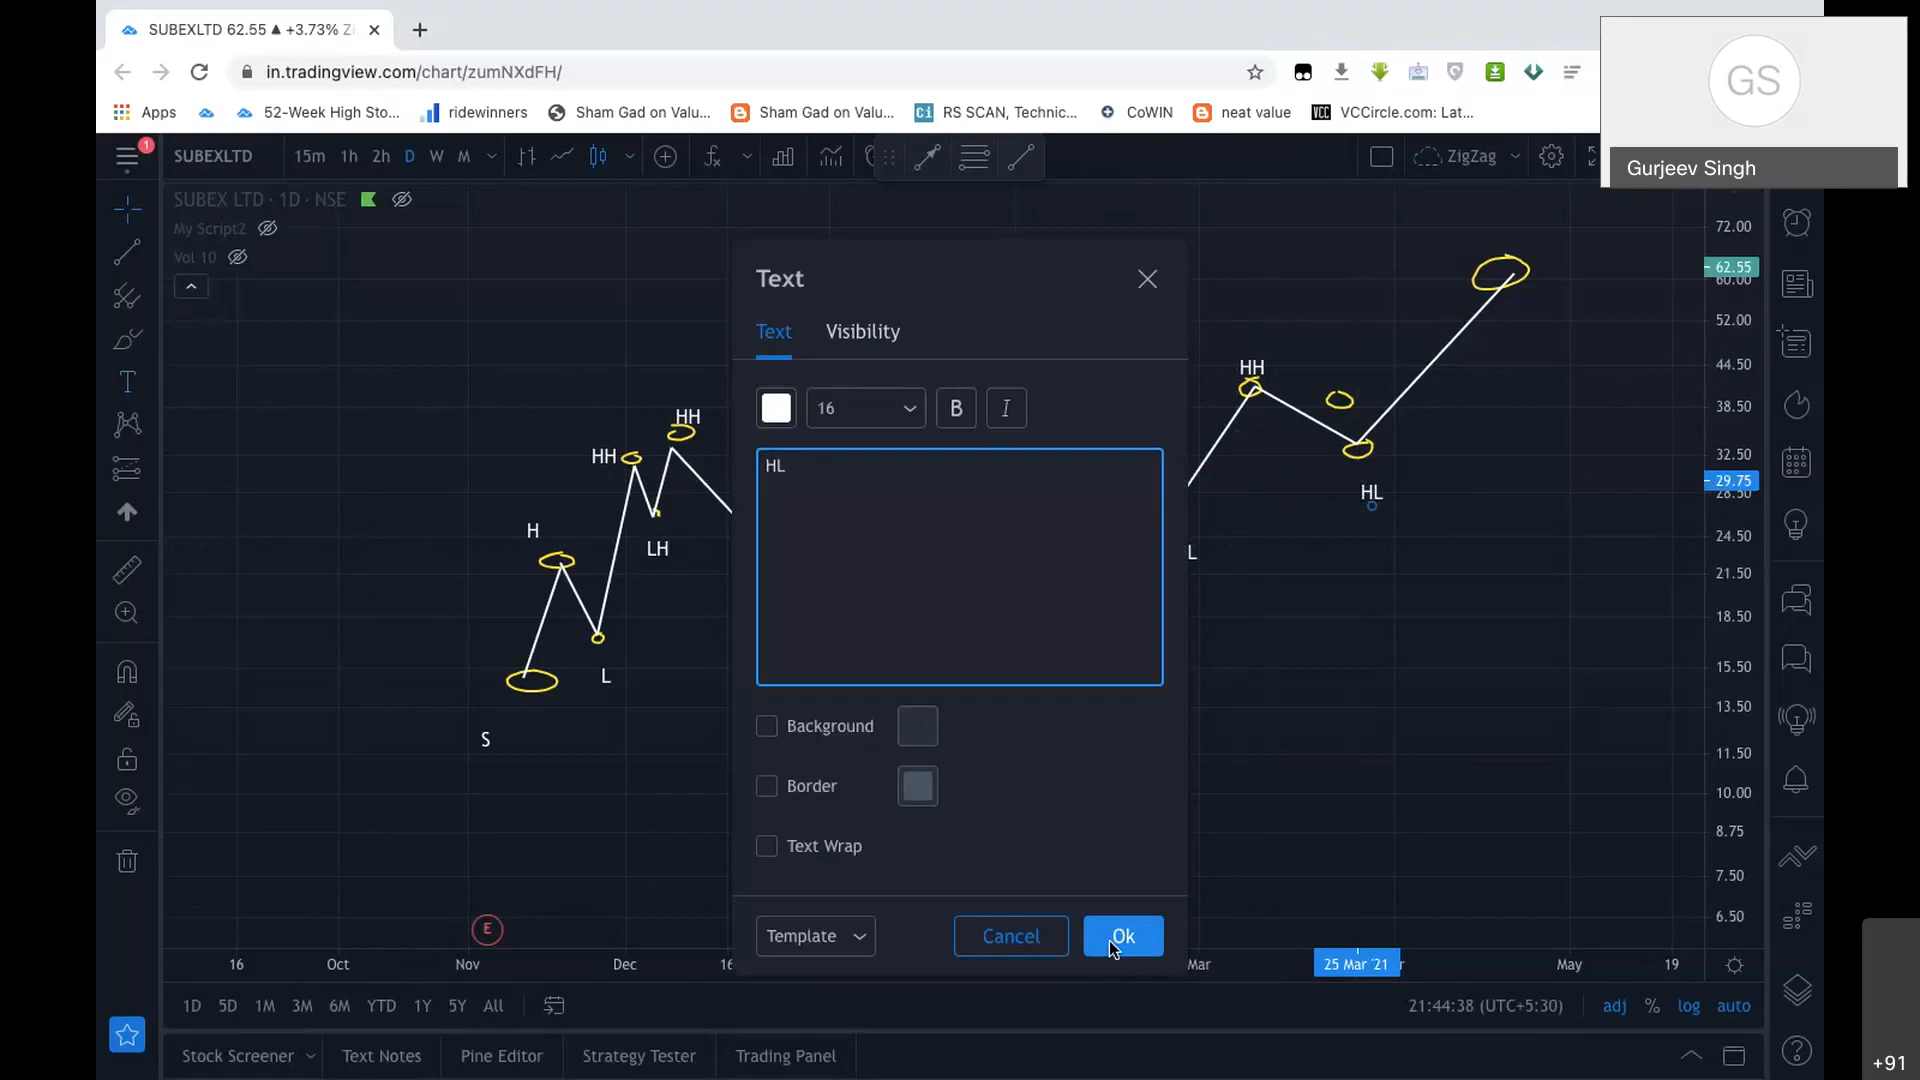 SUBEXLTD 62.55 ▲ +3.73% Zi
in.tradingview.com/chart/zumNXdFH/
GS
Gurjeev Singh
Apps 52-Week High Sto... ridewinners Sham Gad on Valu... Sham Gad on Valu... RS SCAN, Technic... CoWIN neat value VCCircle.com: Lat...
1
SUBEXLTD 15m 1h 2h D W M ZigZag
SUBEX LTD · 1D · NSE
My Script2
Vol 10
Text
Text Visibility
16 B I
HL
Background
Border
Text Wrap
Template Cancel Ok
HH
HH
HH
H
LH
L
S
L
HL
E
72.00
62.55
60.00
52.00
44.50
38.50
32.50
29.75
28.50
24.50
21.50
18.50
15.50
13.50
11.50
10.00
8.75
7.50
6.50
16 Oct Nov Dec 16 Mar 25 Mar '21 May 19
1D 5D 1M 3M 6M YTD 1Y 5Y All 21:44:38 (UTC+5:30) adj % log auto
Stock Screener Text Notes Pine Editor Strategy Tester Trading Panel
+91